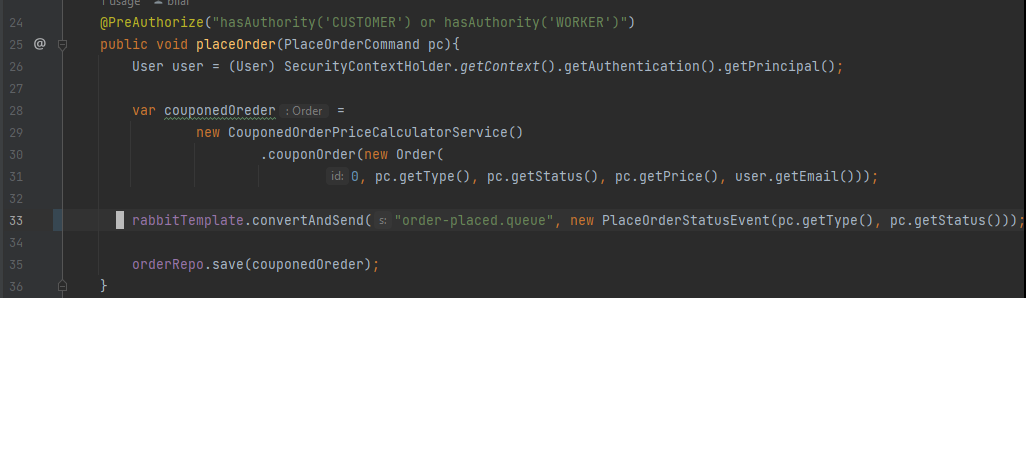 1 usage bilal
24 @PreAuthorize("hasAuthority('CUSTOMER') or hasAuthority('WORKER')")
25 @ public void placeOrder(PlaceOrderCommand pc){
26 User user = (User) SecurityContextHolder.getContext().getAuthentication().getPrincipal();
27
28 var couponedOreder : Order =
29 new CouponedOrderPriceCalculatorService()
30 .couponOrder(new Order(
31 id: 0, pc.getType(), pc.getStatus(), pc.getPrice(), user.getEmail()));
32
33 rabbitTemplate.convertAndSend( s: "order-placed.queue", new PlaceOrderStatusEvent(pc.getType(), pc.getStatus()));
34
35 orderRepo.save(couponedOreder);
36 }